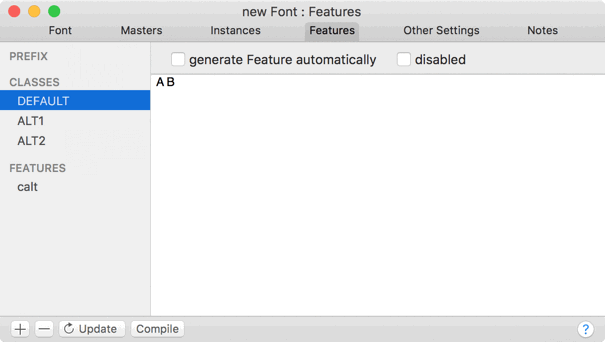 new Font : Features
Font Masters Instances Features Other Settings Notes
PREFIX
CLASSES
DEFAULT
ALT1
ALT2
FEATURES
calt
generate Feature automatically disabled
A B
+ − Update Compile ?